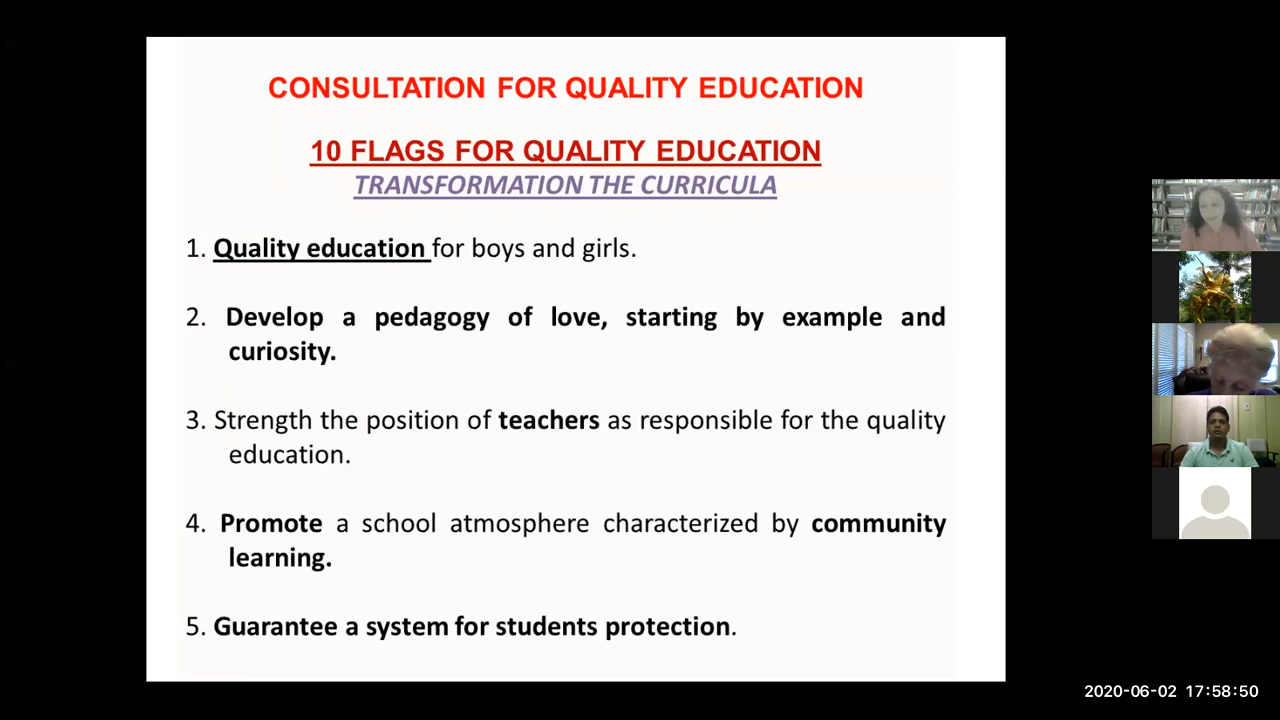 CONSULTATION FOR QUALITY EDUCATION
10 FLAGS FOR QUALITY EDUCATION
TRANSFORMATION THE CURRICULA
1. Quality education for boys and girls.
2. Develop a pedagogy of love, starting by example and
curiosity.
3. Strength the position of teachers as responsible for the quality
education.
4. Promote a school atmosphere characterized by community
learning.
5. Guarantee a system for students protection.
2020-06-02 17:58:50